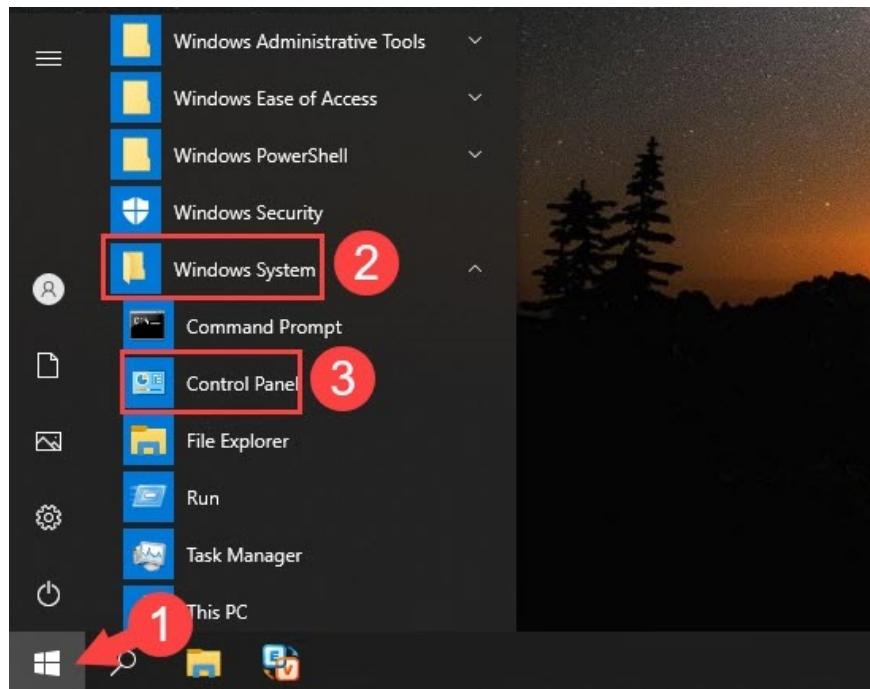 Windows Administrative Tools
Windows Ease of Access
Windows PowerShell
Windows Security
Windows System 2
Command Prompt
Control Panel 3
File Explorer
Run
Task Manager
This PC
1